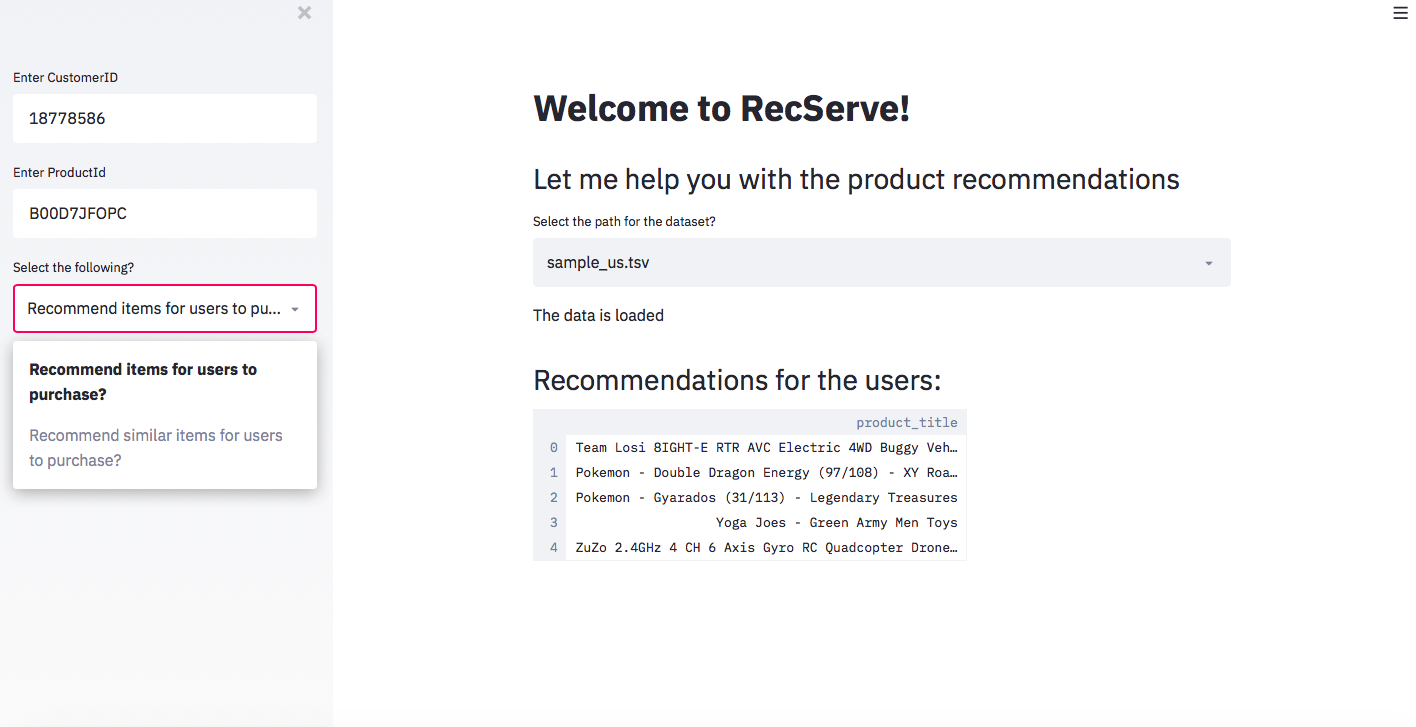 Enter CustomerID
18778586
Enter ProductId
B00D7JFOPC
Select the following?
Recommend items for users to pu...
Recommend items for users to
purchase?
Recommend similar items for users
to purchase?
Welcome to RecServe!
Let me help you with the product recommendations
Select the path for the dataset?
sample_us.tsv
The data is loaded
Recommendations for the users:
product_title
0 Team Losi 8IGHT-E RTR AVC Electric 4WD Buggy Veh…
1 Pokemon - Double Dragon Energy (97/108) - XY Roa…
2 Pokemon - Gyarados (31/113) - Legendary Treasures
3 Yoga Joes - Green Army Men Toys
4 ZuZo 2.4GHz 4 CH 6 Axis Gyro RC Quadcopter Drone…